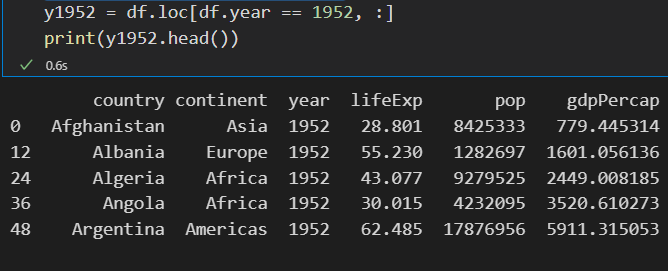 y1952 = df.loc[df.year == 1952, :]
print(y1952.head())
0.6s
country continent year lifeExp pop gdpPercap
0 Afghanistan Asia 1952 28.801 8425333 779.445314
12 Albania Europe 1952 55.230 1282697 1601.056136
24 Algeria Africa 1952 43.077 9279525 2449.008185
36 Angola Africa 1952 30.015 4232095 3520.610273
48 Argentina Americas 1952 62.485 17876956 5911.315053